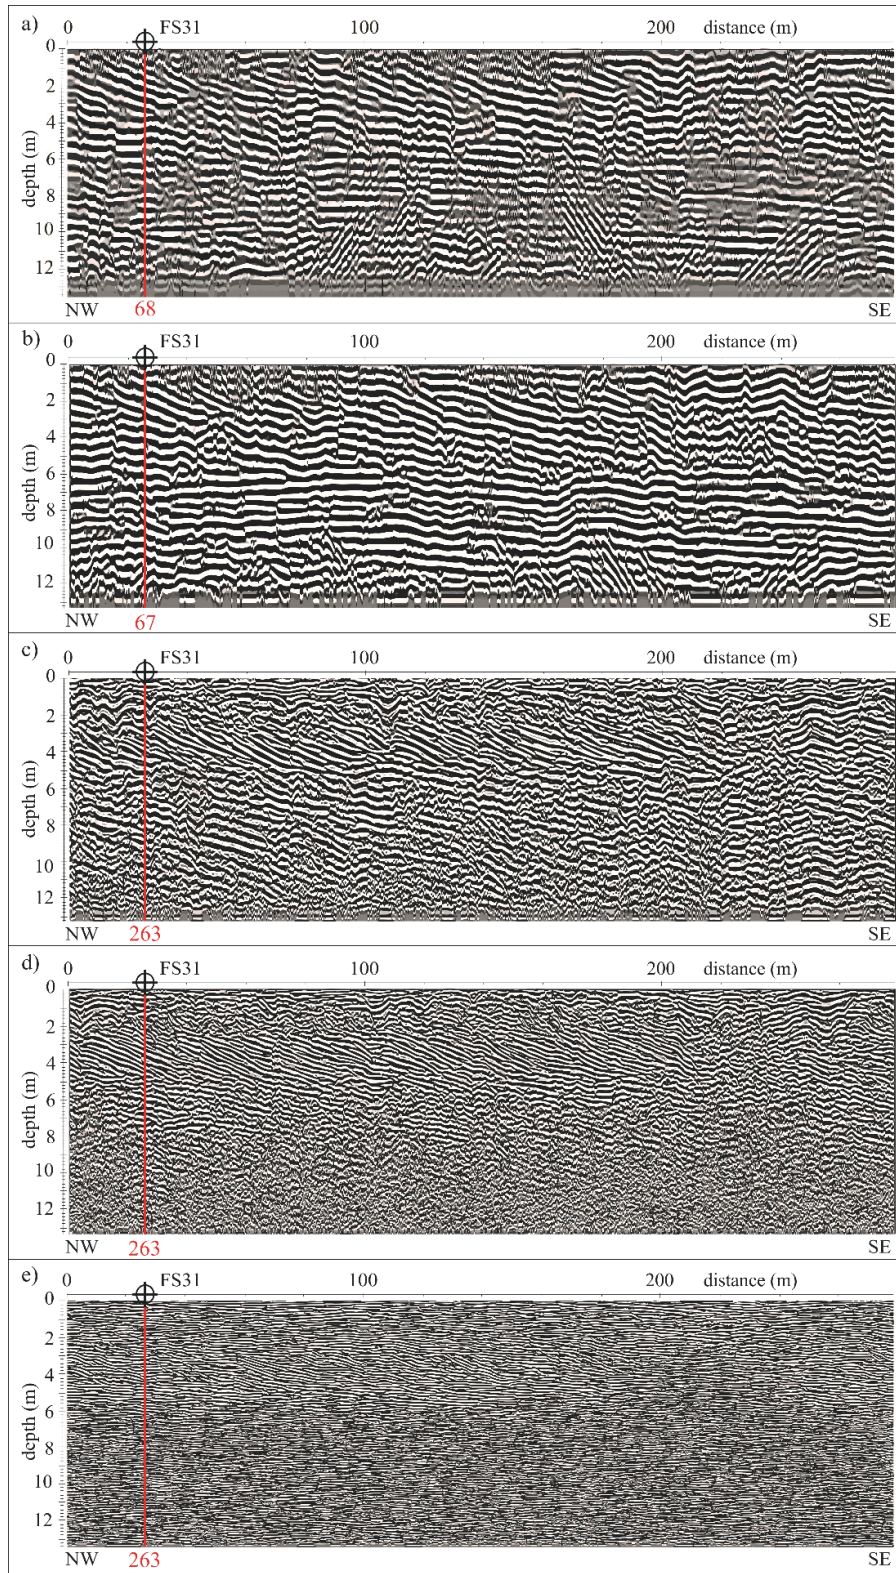 a) 0 FS31 100 200 distance (m)
0
2
4
6
8
10
12
depth (m)
NW 68 SE
b) 0 FS31 100 200 distance (m)
0
2
4
6
8
10
12
depth (m)
NW 67 SE
c) 0 FS31 100 200 distance (m)
0
2
4
6
8
10
12
depth (m)
NW 263 SE
d) 0 FS31 100 200 distance (m)
0
2
4
6
8
10
12
depth (m)
NW 263 SE
e) 0 FS31 100 200 distance (m)
0
2
4
6
8
10
12
depth (m)
NW 263 SE